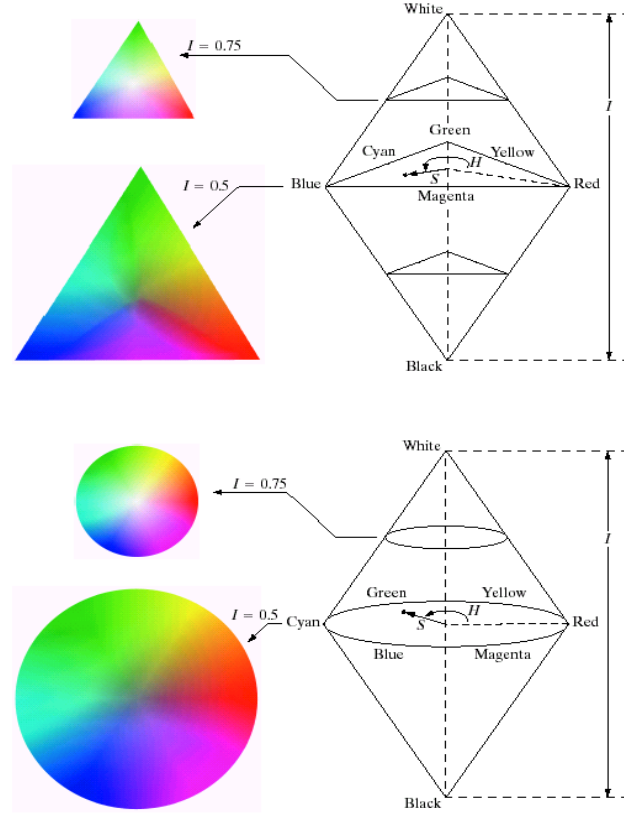 White
I = 0.75
I
Green
Cyan Yellow
H
I = 0.5
Blue S Red
Magenta
Black
White
I = 0.75
I
Green Yellow
H
I = 0.5
Cyan S Red
Blue Magenta
Black